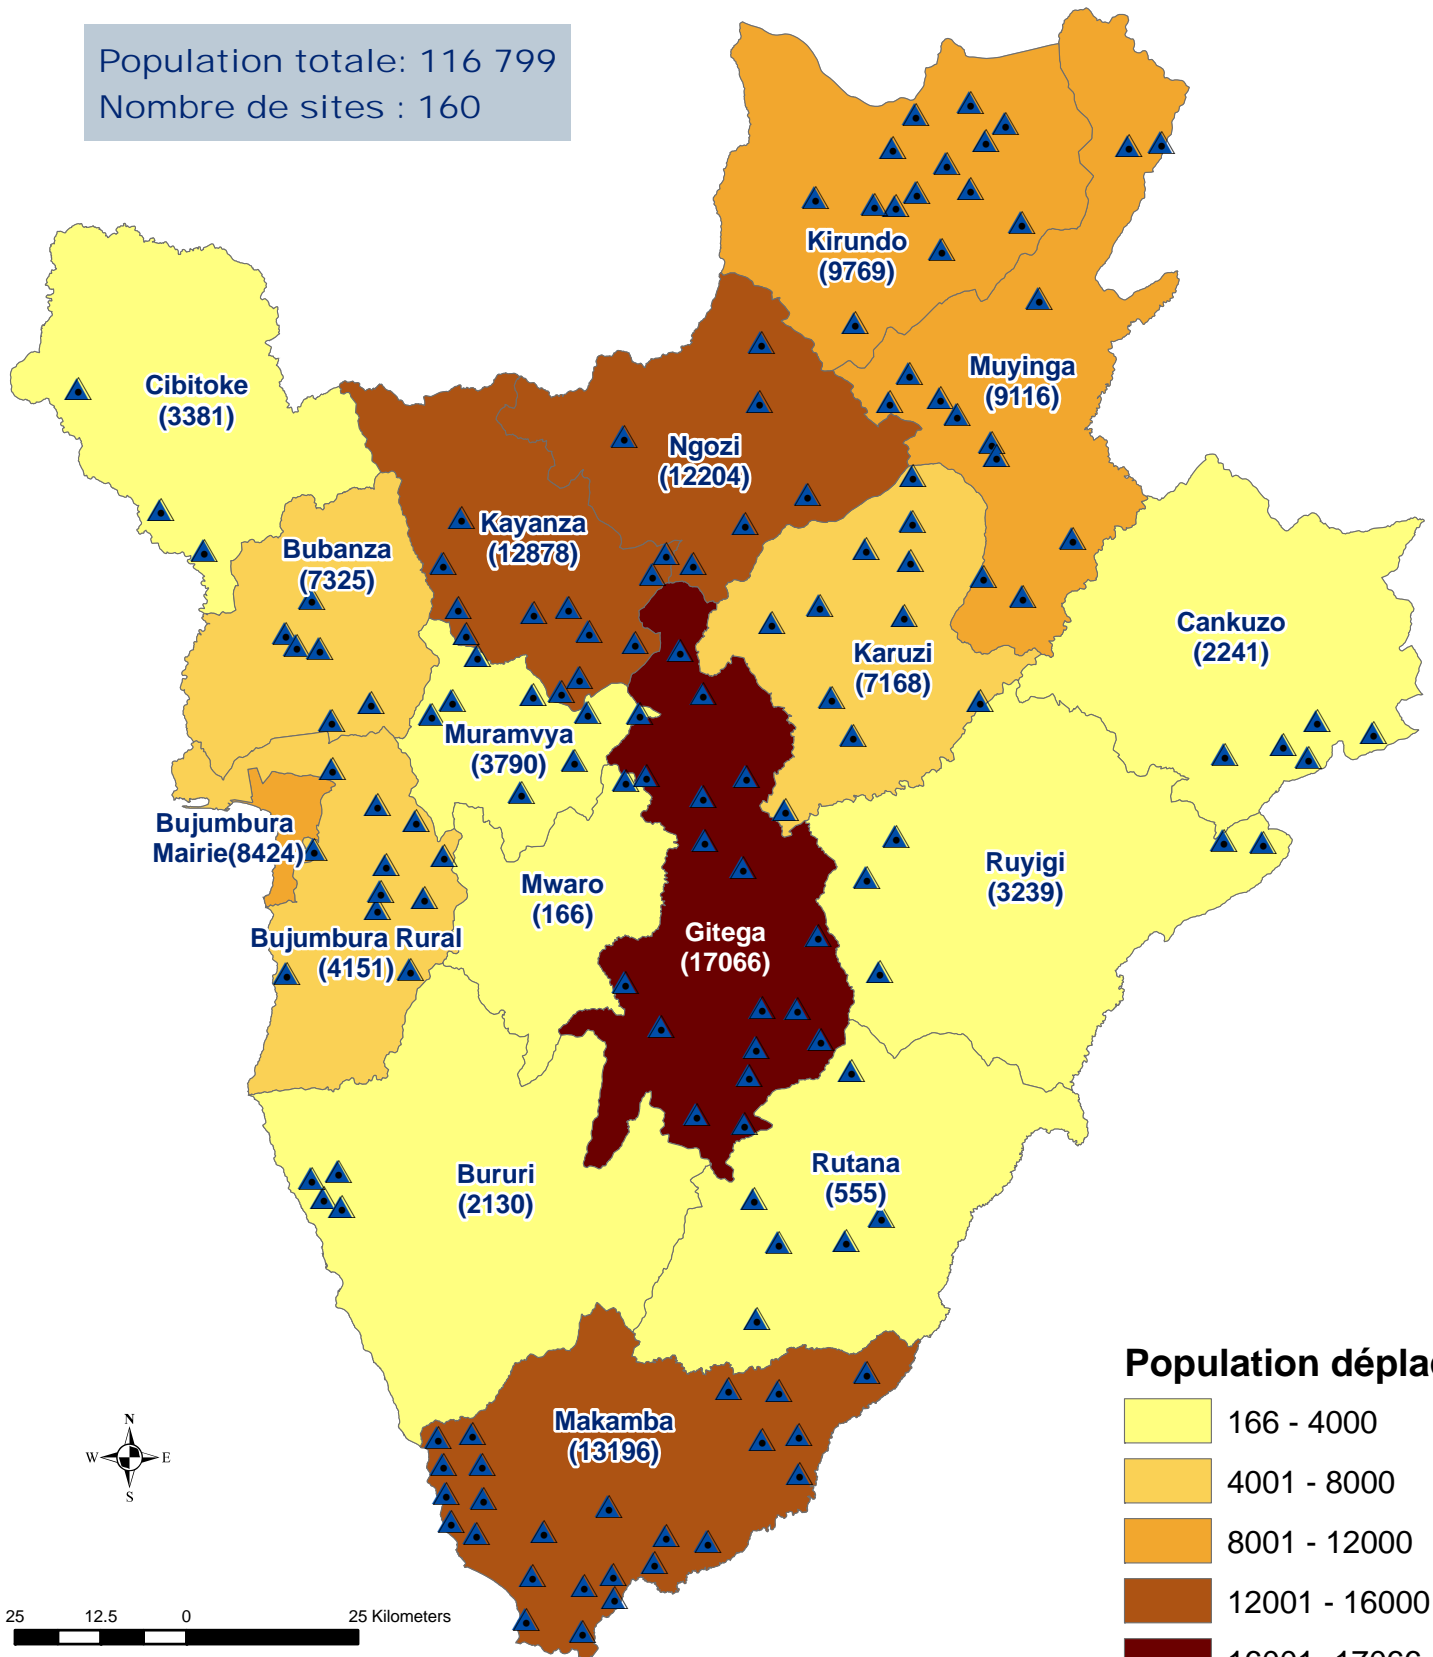 Population totale: 116 799
Nombre de sites : 160
Kirundo
(9769)
Muyinga
(9116)
Cibitoke
(3381)
Ngozi
(12204)
Kayanza
(12878)
Bubanza
(7325)
Cankuzo
(2241)
Karuzi
(7168)
Muramvya
(3790)
Bujumbura
Mairie(8424)
Ruyigi
(3239)
Mwaro
(166)
Gitega
(17066)
Bujumbura Rural
(4151)
Bururi
(2130)
Rutana
(555)
Makamba
(13196)
N
W E
S
25 12.5 0 25 Kilometers
Population
166 - 4000
4001 - 8000
8001 - 12000
12001 - 16000